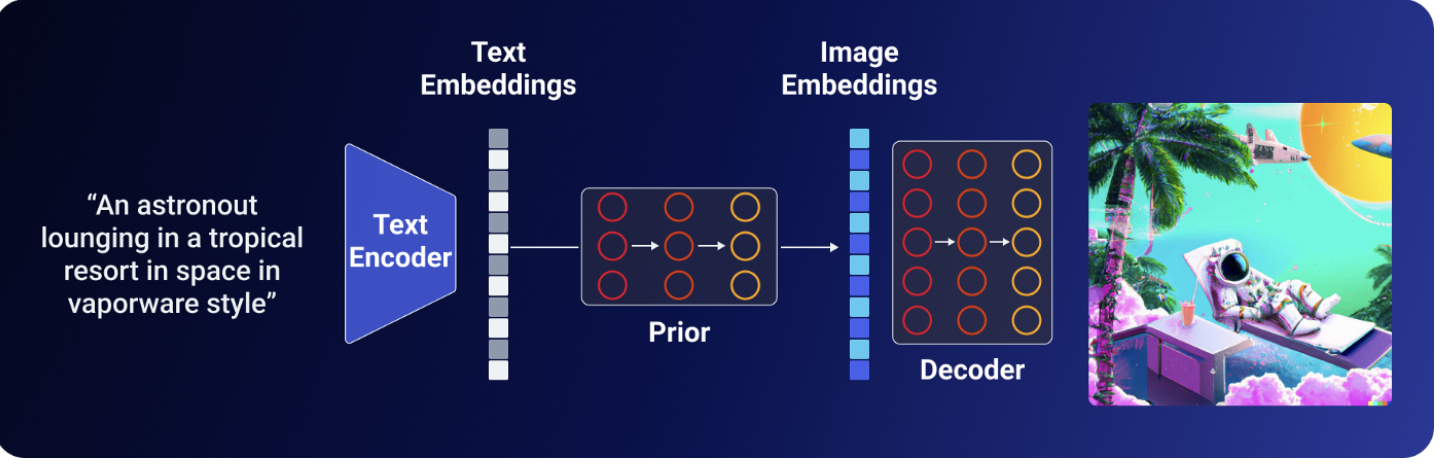 Text
Embeddings
Image
Embeddings
“An astronout
lounging in a tropical
resort in space in
vaporware style”
Text
Encoder
Prior
Decoder